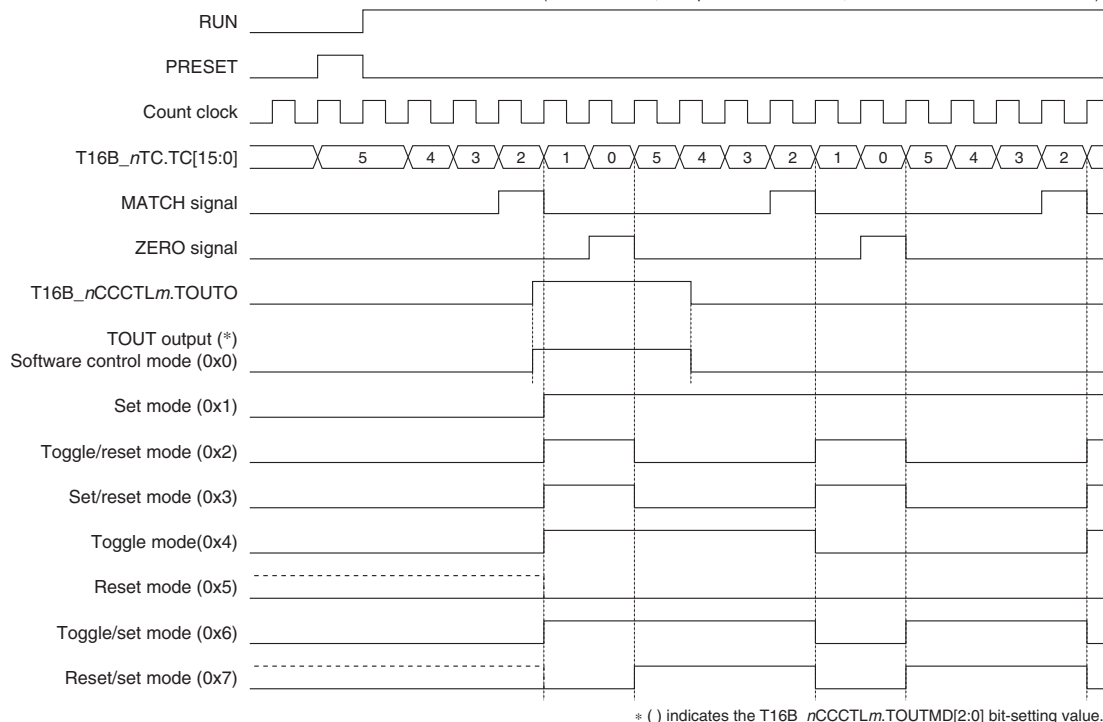 RUN
PRESET
Count clock
T16B_nTC.TC[15:0] 5 4 3 2 1 0 5 4 3 2 1 0 5 4 3 2
MATCH signal
ZERO signal
T16B_nCCCTLm.TOUTO
TOUT output (*)
Software control mode (0x0)
Set mode (0x1)
Toggle/reset mode (0x2)
Set/reset mode (0x3)
Toggle mode(0x4)
Reset mode (0x5)
Toggle/set mode (0x6)
Reset/set mode (0x7)
* ( ) indicates the T16B_nCCCTLm.TOUTMD[2:0] bit-setting value.